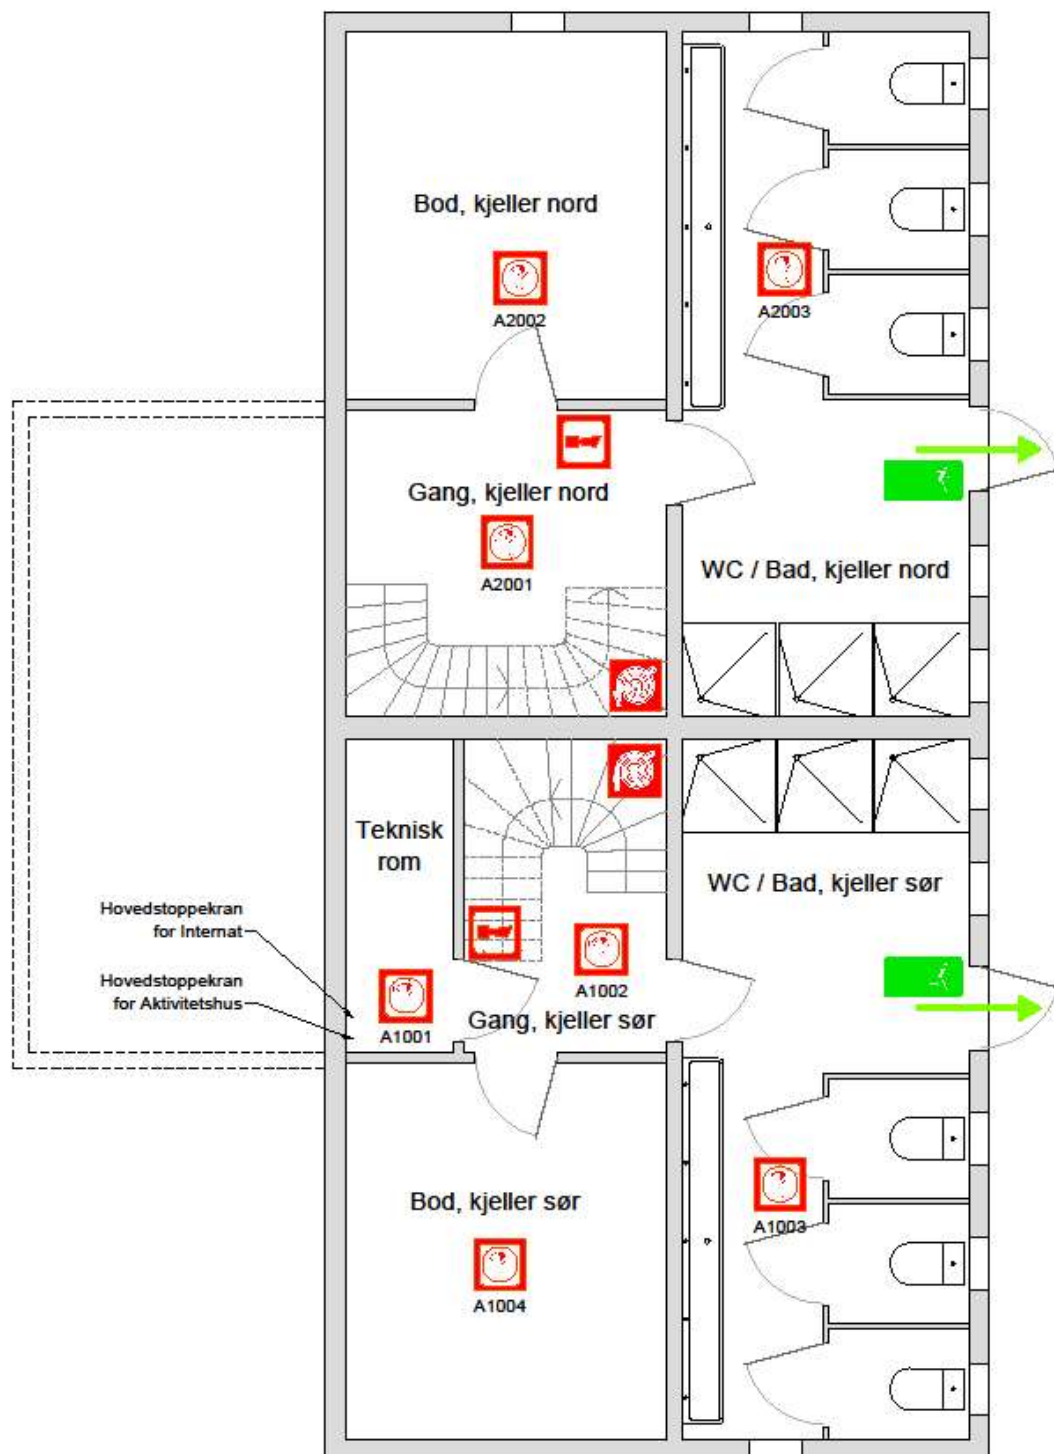 Bod, kjeller nord
A2002
A2003
Gang, kjeller nord
A2001
WC / Bad, kjeller nord
Teknisk
rom
WC / Bad, kjeller sør
Hovedstoppekran
for Internat
Hovedstoppekran
for Aktivitetshus
A1001
A1002
Gang, kjeller sør
Bod, kjeller sør
A1003
A1004